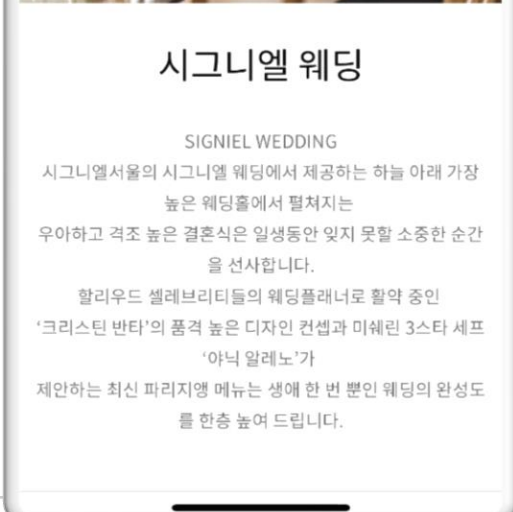 시그니엘 웨딩
SIGNIEL WEDDING
시그니엘서울의 시그니엘 웨딩에서 제공하는 하늘 아래 가장
높은 웨딩홀에서 펼쳐지는
우아하고 격조 높은 결혼식은 일생동안 잊지 못할 소중한 순간
을 선사합니다.
할리우드 셀레브리티들의 웨딩플래너로 활약 중인
‘크리스틴 반타’의 품격 높은 디자인 컨셉과 미쉐린 3스타 세프
‘야닉 알레노’가
제안하는 최신 파리지앵 메뉴는 생애 한 번 뿐인 웨딩의 완성도
를 한층 높여 드립니다.